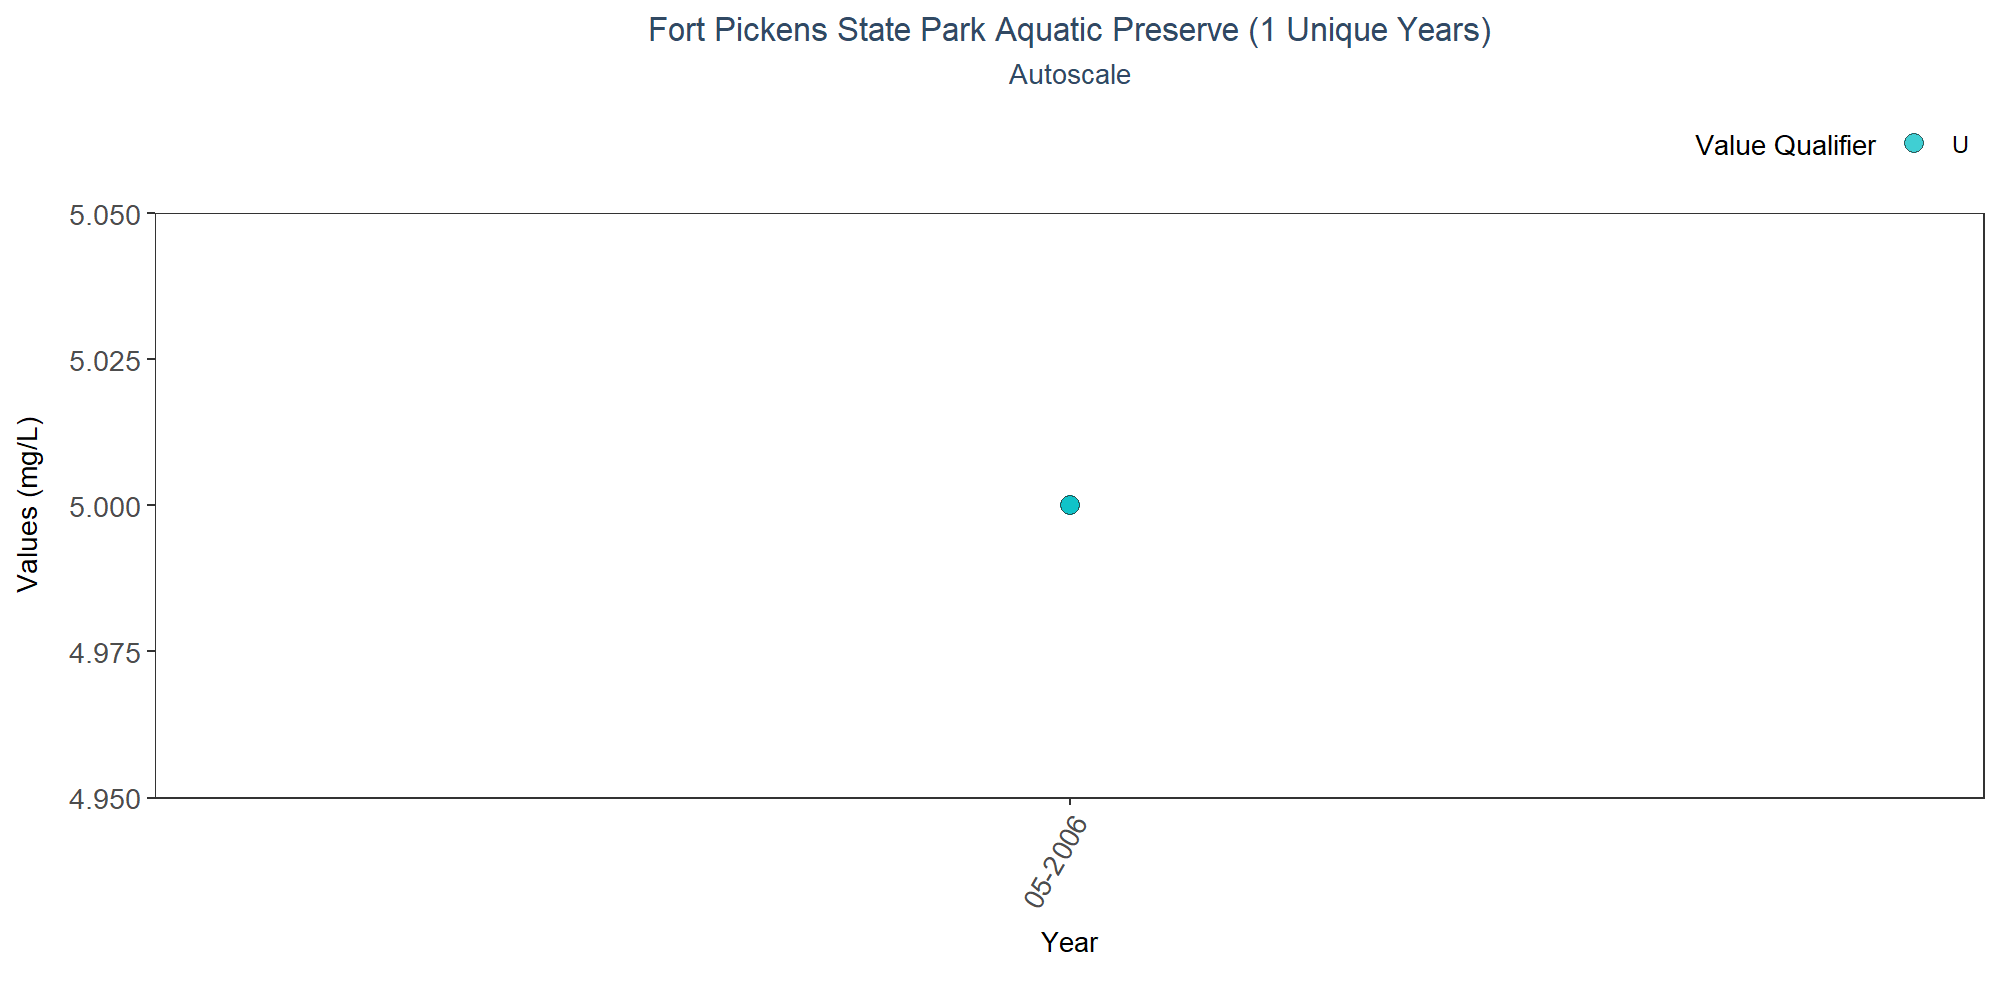 Fort Pickens State Park Aquatic Preserve (1 Unique Years)
Autoscale
Value Qualifier U
5.050
5.025
5.000
4.975
4.950
Values (mg/L)
05-2006
Year